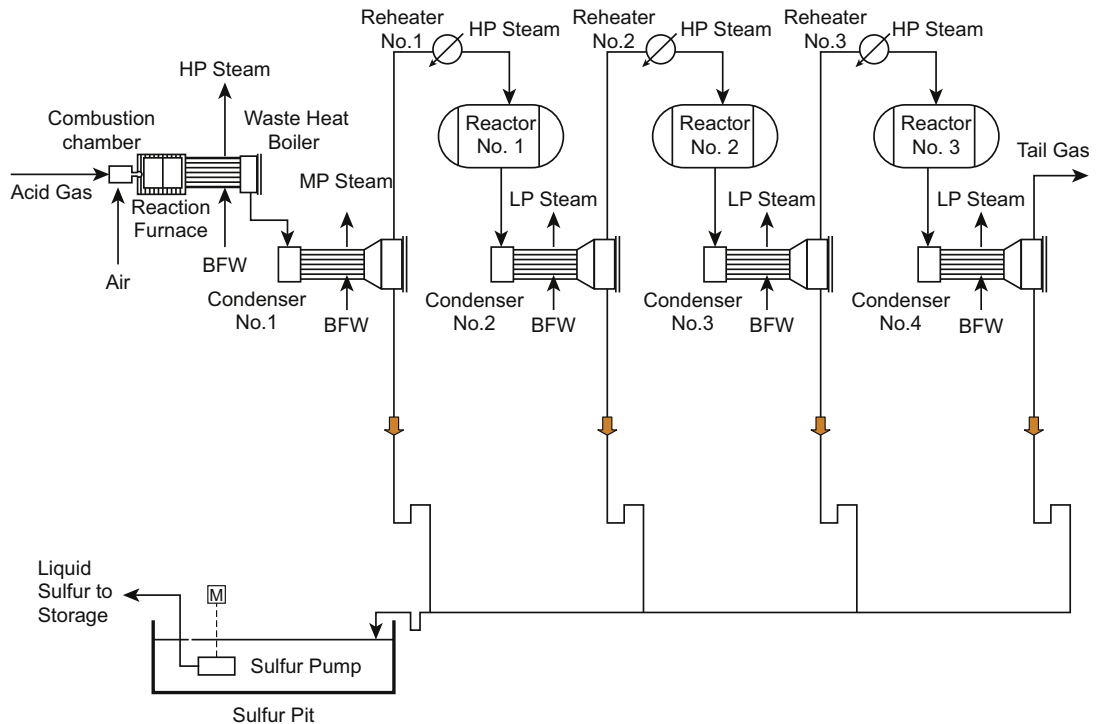 Reheater
No.1
HP Steam
Reheater
No.2
HP Steam
Reheater
No.3
HP Steam
HP Steam
Combustion
chamber
Waste Heat
Boiler
Reactor
No. 1
Reactor
No. 2
Reactor
No. 3
Tail Gas
Acid Gas
Reaction
Furnace
MP Steam
LP Steam
LP Steam
LP Steam
Air
BFW
Condenser
No.1
BFW
Condenser
No.2
BFW
Condenser
No.3
BFW
Condenser
No.4
BFW
Liquid
Sulfur to
Storage
M
Sulfur Pump
Sulfur Pit